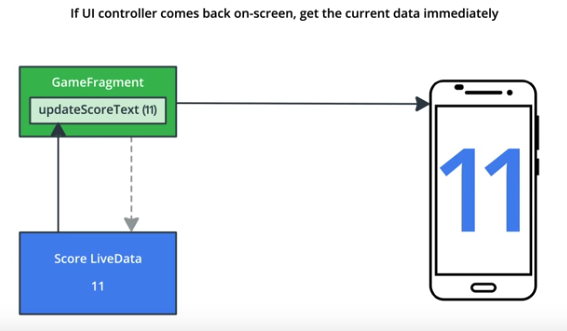 If UI controller comes back on-screen, get the current data immediately
GameFragment
updateScoreText (11)
11
Score LiveData
11